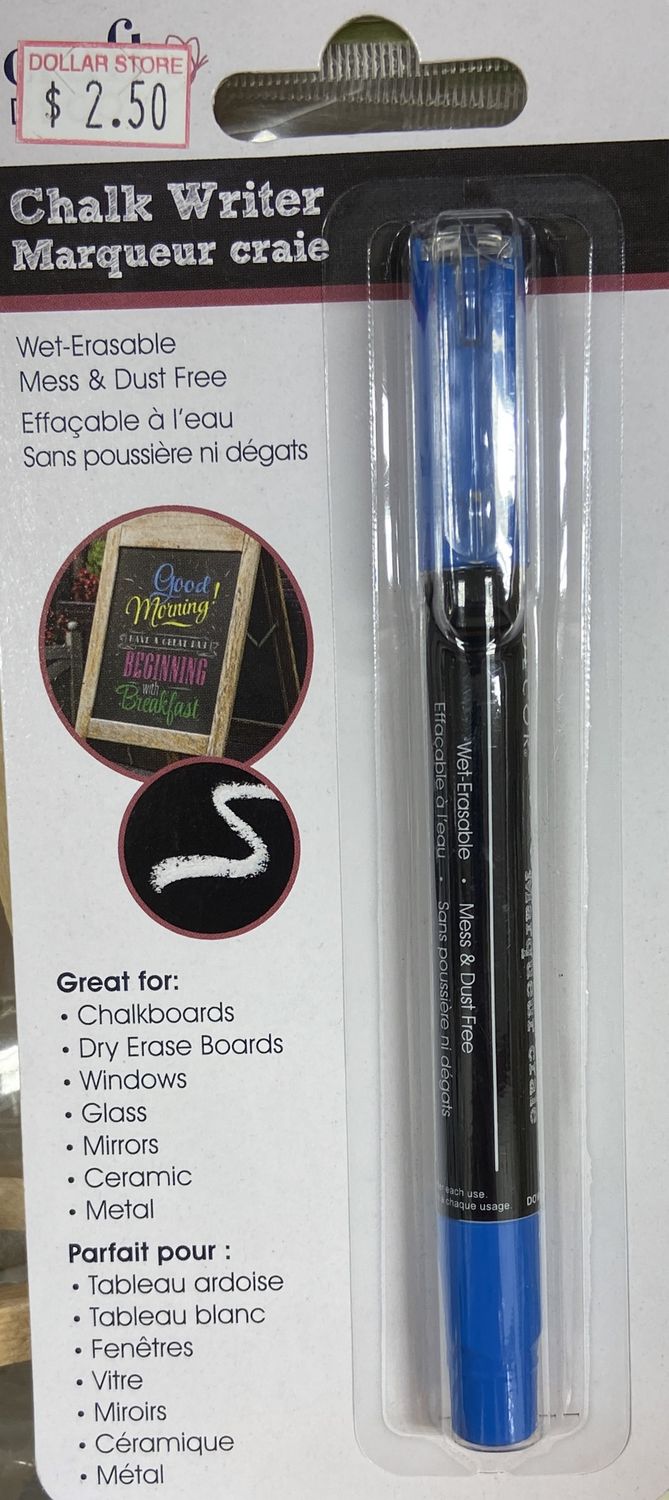 DOLLAR STORE
$ 2.50
Chalk Writer
Marqueur craie
Wet-Erasable
Mess & Dust Free
Effaçable à l'eau
Sans poussière ni dégats
Good
Morning!
HAVE A GREAT DAY
BEGINNING
with
Breakfast
Great for:
• Chalkboards
• Dry Erase Boards
• Windows
• Glass
• Mirrors
• Ceramic
• Metal
Parfait pour :
• Tableau ardoise
• Tableau blanc
• Fenêtres
• Vitre
• Miroirs
• Céramique
• Métal
Marqueur craie
Wet-Erasable • Mess & Dust Free
Effaçable à l'eau • Sans poussière ni dégats
each use.
chaque usage.